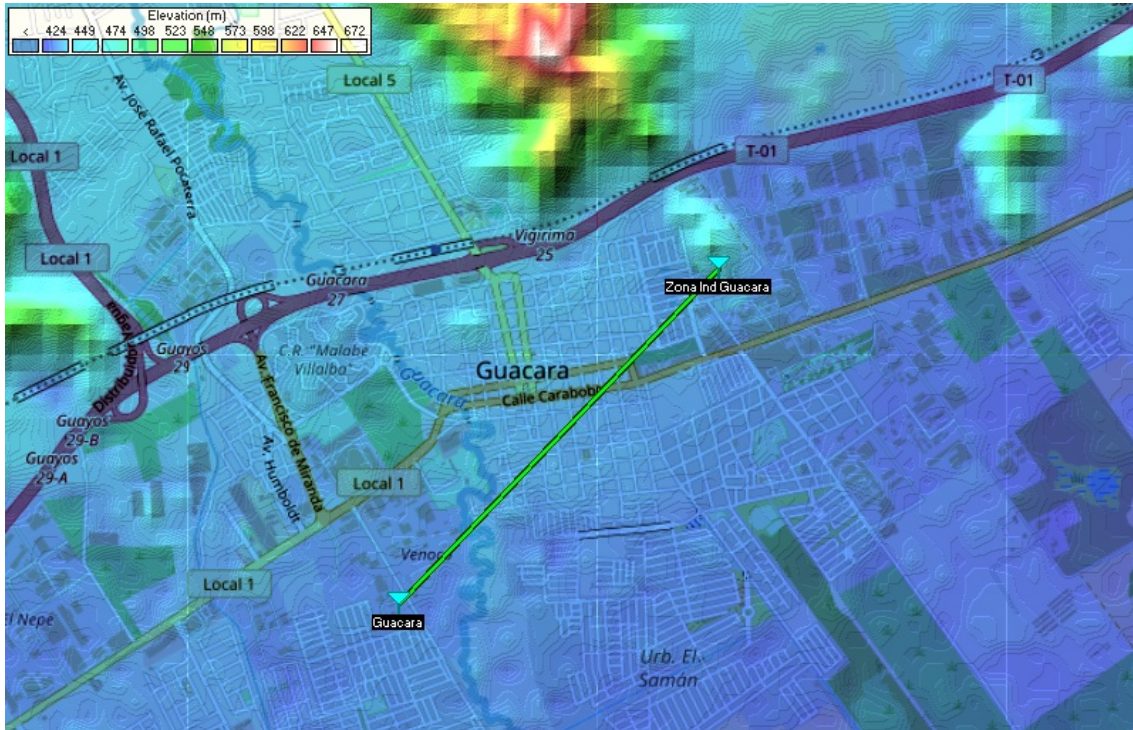 Elevation (m)
< 424 449 474 498 523 548 573 598 622 647 672
N
Local 5
T-01
Av. José Rafael Pocaterra
Local 1
T-01
Vigirima
25
Local 1
Guacara
27
Zona Ind Guacara
Distribuidor Yagua
Guayos
29
C.R. "Malabe
Villalba"
Guacara
Guacara
Calle Carabobo
Guayos
29-B
Av. Francisco de Miranda
Guayos
29-A
Av. Humboldt
Local 1
Venoco
Local 1
Guacara
El Nepe
Urb. El
Samán